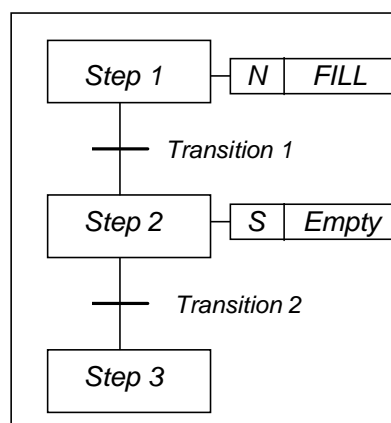 Step 1
N FILL
Transition 1
Step 2
S Empty
Transition 2
Step 3